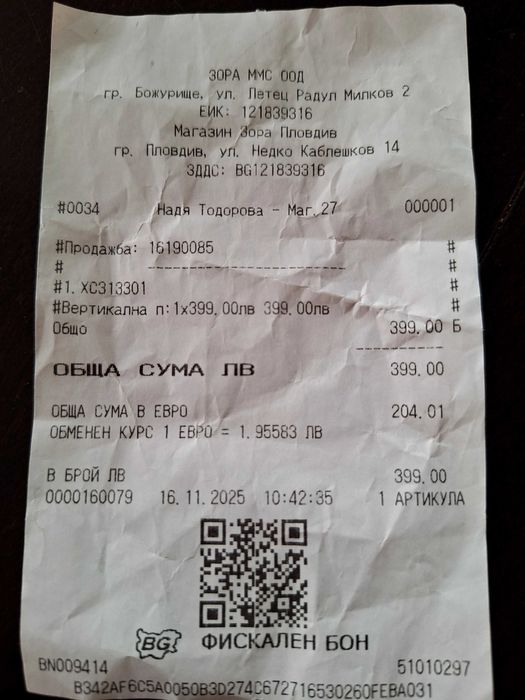 ЗОРА ММС ООД
гр. Божурище, ул. Летец Радул Милков 2
ЕИК: 121839316
Магазин Зора Пловдив
гр. Пловдив, ул. Недко Каблешков 14
ЗДДС: BG121839316
#0034 Надя Тодорова - Маг.27 000001
#Продажба: 16190085 #
# -------------------------- #
#1. XC313301 #
#Вертикална п:1x399,00лв 399,00лв #
Общо 399.00 Б
ОБЩА СУМА ЛВ 399.00
ОБЩА СУМА В ЕВРО 204.01
ОБМЕНЕН КУРС 1 ЕВРО = 1.95583 ЛВ
В БРОЙ ЛВ 399.00
0000160079 16.11.2025 10:42:35 1 АРТИКУЛА
BG ФИСКАЛЕН БОН
BN009414 51010297
B342AF6C5A0050B3D274C672716530260FEEBA031